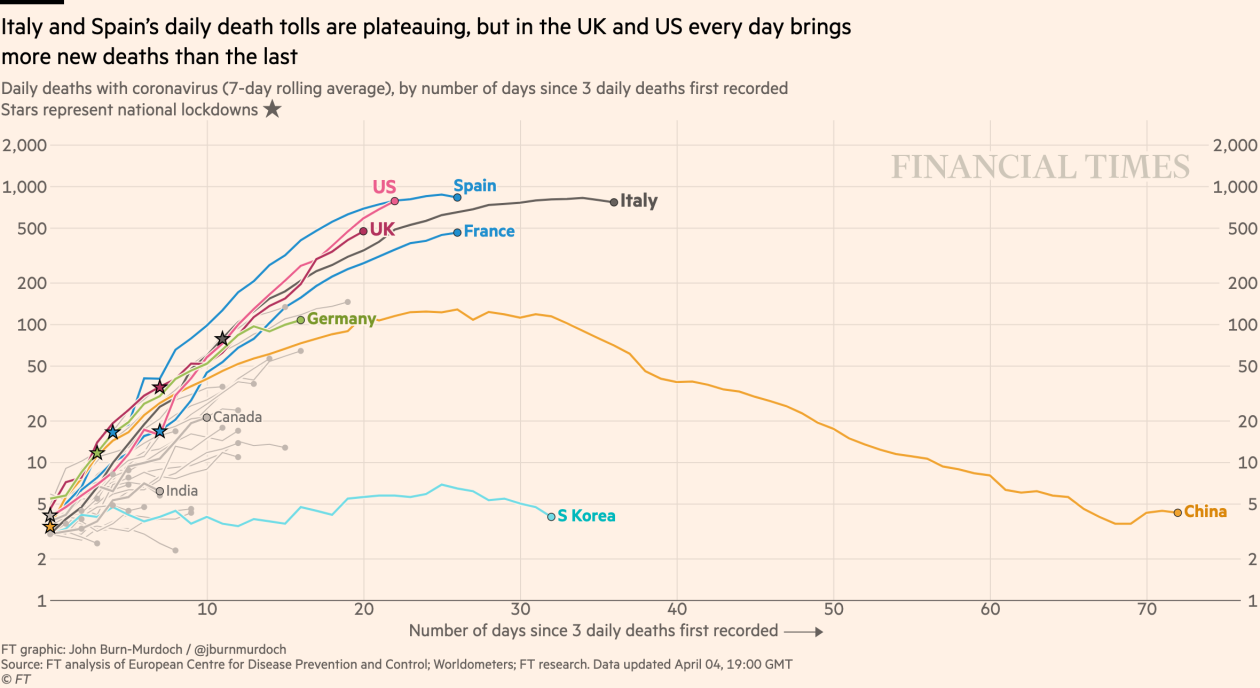 Italy and Spain’s daily death tolls are plateauing, but in the UK and US every day brings
more new deaths than the last
Daily deaths with coronavirus (7-day rolling average), by number of days since 3 daily deaths first recorded
Stars represent national lockdowns ★
FINANCIAL TIMES
2,000 2,000
1,000 1,000
500 500
200 200
100 100
50 50
20 20
10 10
5 5
2 2
1 1
US
Spain
Italy
UK
France
Germany
Canada
India
S Korea
China
10 20 30 40 50 60 70
Number of days since 3 daily deaths first recorded
FT graphic: John Burn-Murdoch / @jburnmurdoch
Source: FT analysis of European Centre for Disease Prevention and Control; Worldometers; FT research. Data updated April 04, 19:00 GMT
© FT